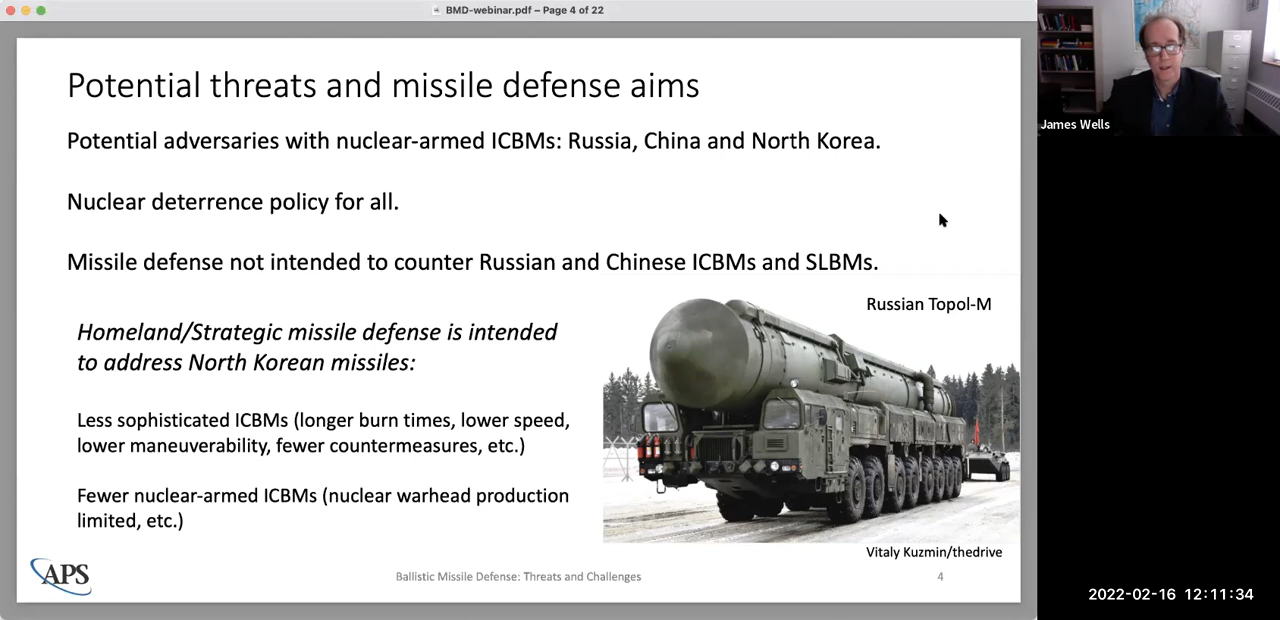 BMD-webinar.pdf – Page 4 of 22
Potential threats and missile defense aims
Potential adversaries with nuclear-armed ICBMs: Russia, China and North Korea.
Nuclear deterrence policy for all.
Missile defense not intended to counter Russian and Chinese ICBMs and SLBMs.
Homeland/Strategic missile defense is intended
to address North Korean missiles:
Less sophisticated ICBMs (longer burn times, lower speed,
lower maneuverability, fewer countermeasures, etc.)
Fewer nuclear-armed ICBMs (nuclear warhead production
limited, etc.)
Russian Topol-M
Vitaly Kuzmin/thedrive
APS
Ballistic Missile Defense: Threats and Challenges
4
James Wells
2022-02-16 12:11:34